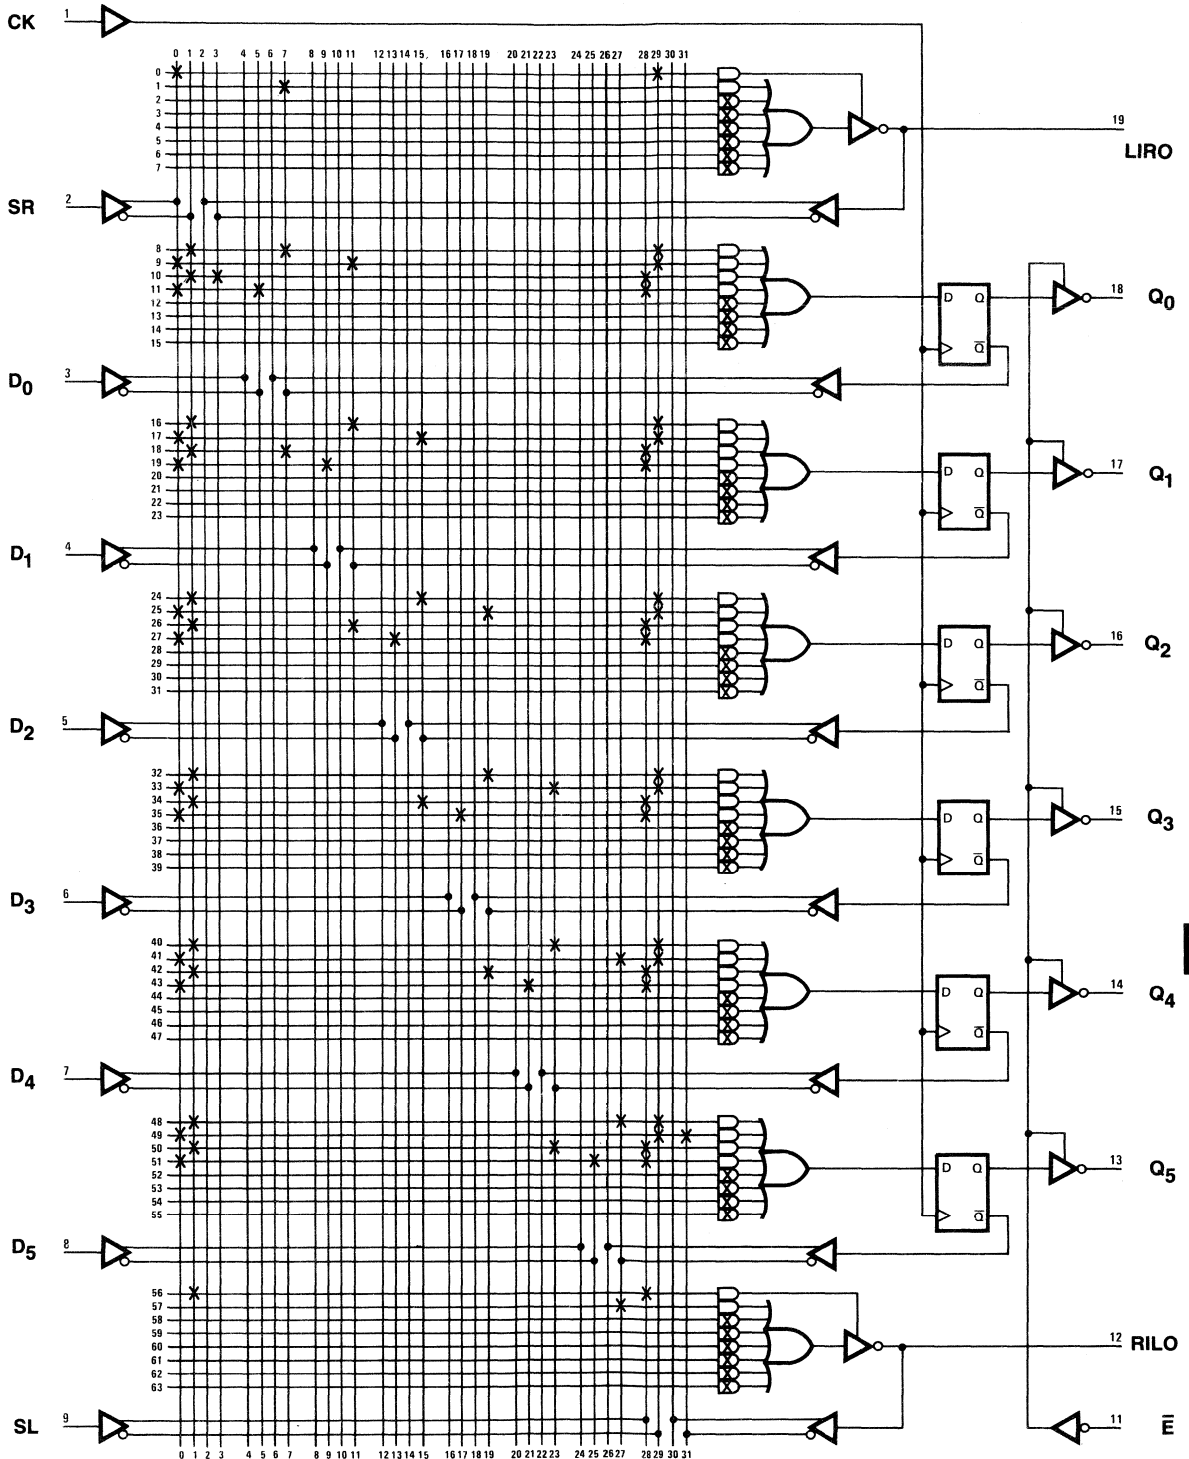 CK 1
0 1 2 3 4 5 6 7 8 9 10 11 12 13 14 15 16 17 18 19 20 21 22 23 24 25 26 27 28 29 30 31
0
1
2
3
4
5
6
7
19
LIRO
SR 2
8
9
10
11
12
13
14
15
D Q
Q̅
18 Q0
D0 3
16
17
18
19
20
21
22
23
D Q
Q̅
17 Q1
D1 4
24
25
26
27
28
29
30
31
D Q
Q̅
16 Q2
D2 5
32
33
34
35
36
37
38
39
D Q
Q̅
15 Q3
D3 6
40
41
42
43
44
45
46
47
D Q
Q̅
14 Q4
D4 7
48
49
50
51
52
53
54
55
D Q
Q̅
13 Q5
D5 8
56
57
58
59
60
61
62
63
12 RILO
SL 9
11 E̅
0 1 2 3 4 5 6 7 8 9 10 11 12 13 14 15 16 17 18 19 20 21 22 23 24 25 26 27 28 29 30 31